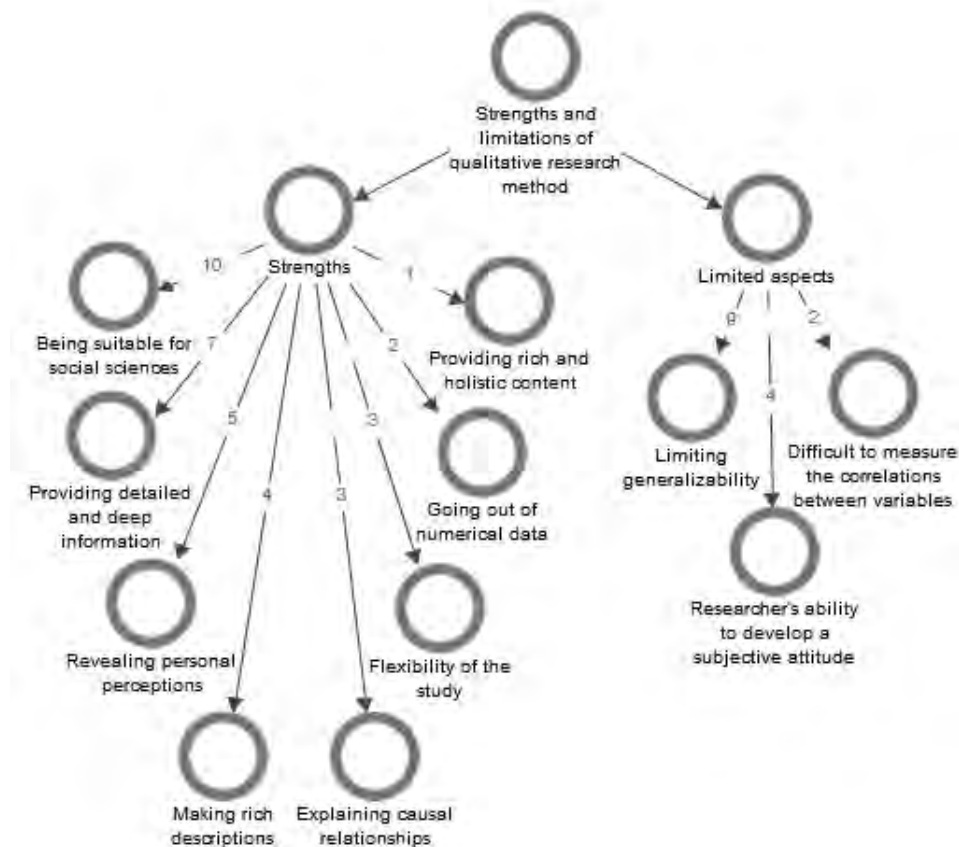 Strengths and
limitations of
qualitative research
method
Strengths
Limited aspects
10
1
7
2
5
3
4
3
9
2
4
Being suitable for
social sciences
Providing rich and
holistic content
Providing detailed
and deep
information
Going out of
numerical data
Limiting
generalizability
Difficult to measure
the correlations
between variables
Revealing personal
perceptions
Flexibility of the
study
Researcher's ability
to develop a
subjective attitude
Making rich
descriptions
Explaining causal
relationships